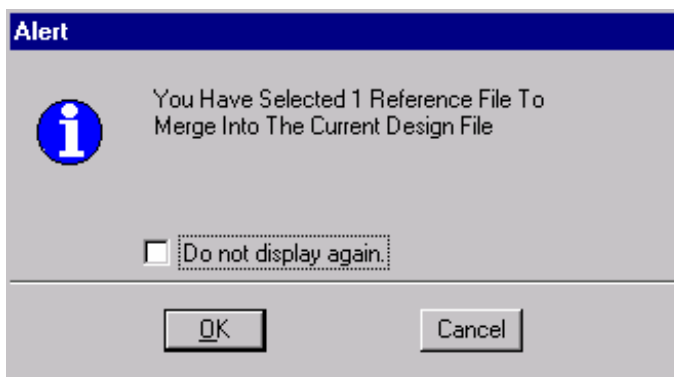 Alert
You Have Selected 1 Reference File To
Merge Into The Current Design File
Do not display again.
OK
Cancel